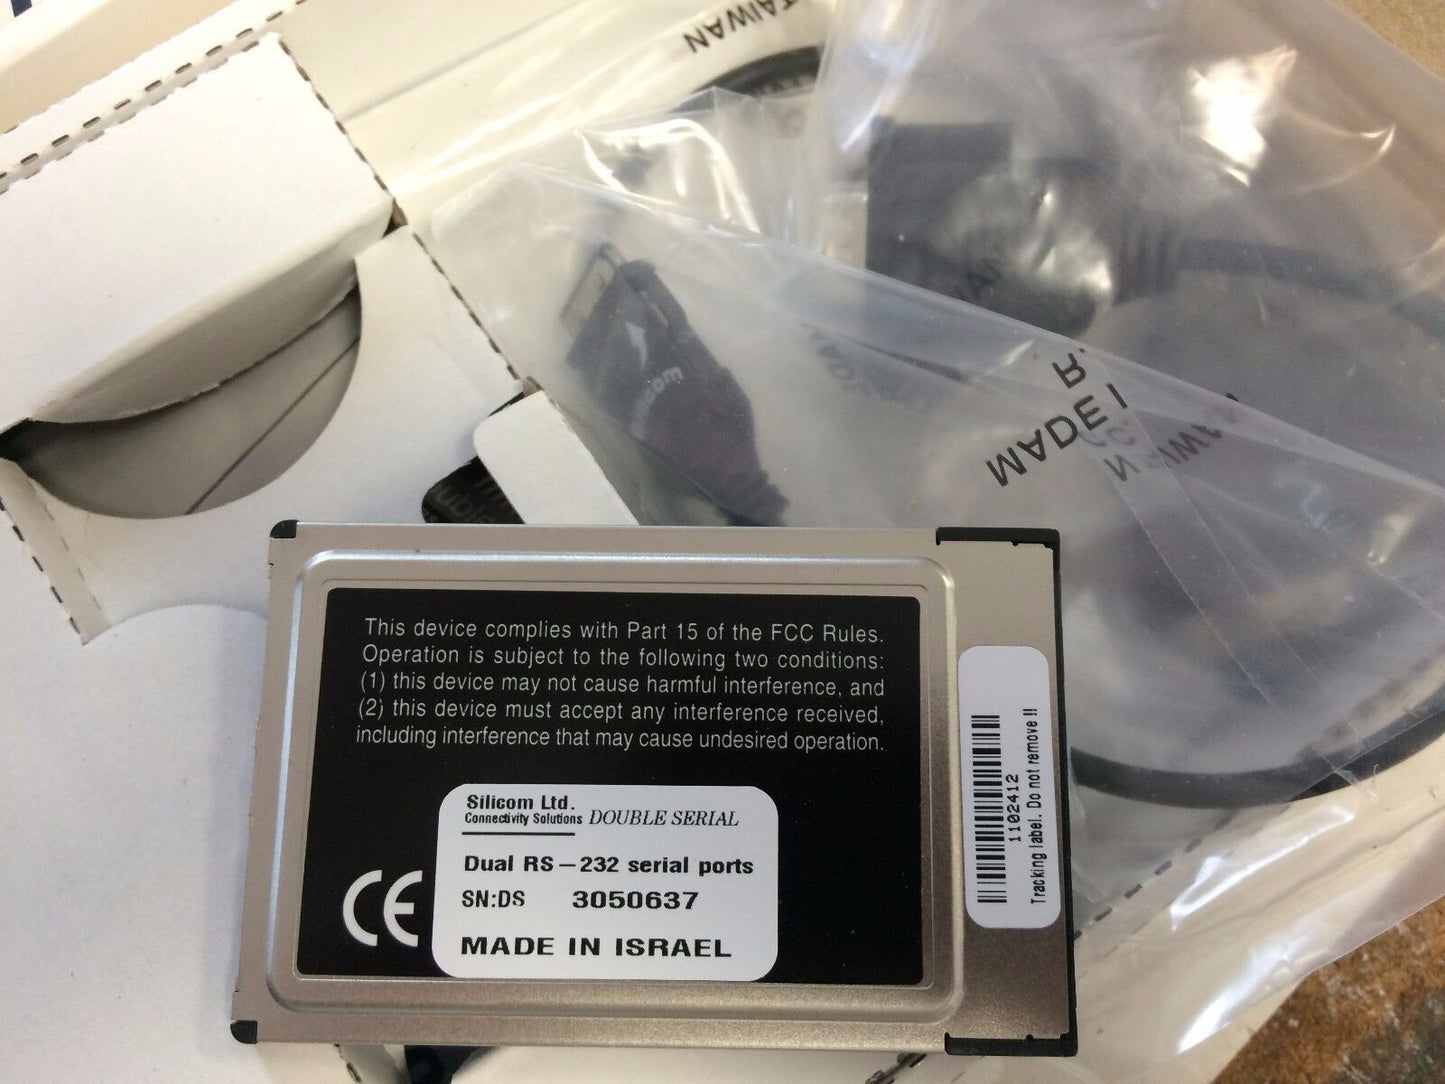 TAIWAN
MADE I
R.
This device complies with Part 15 of the FCC Rules.
Operation is subject to the following two conditions:
(1) this device may not cause harmful interference, and
(2) this device must accept any interference received,
including interference that may cause undesired operation.
Silicom Ltd.
Connectivity Solutions DOUBLE SERIAL
Dual RS-232 serial ports
SN:DS 3050637
MADE IN ISRAEL
CE
1102412
Tracking label. Do not remove !!